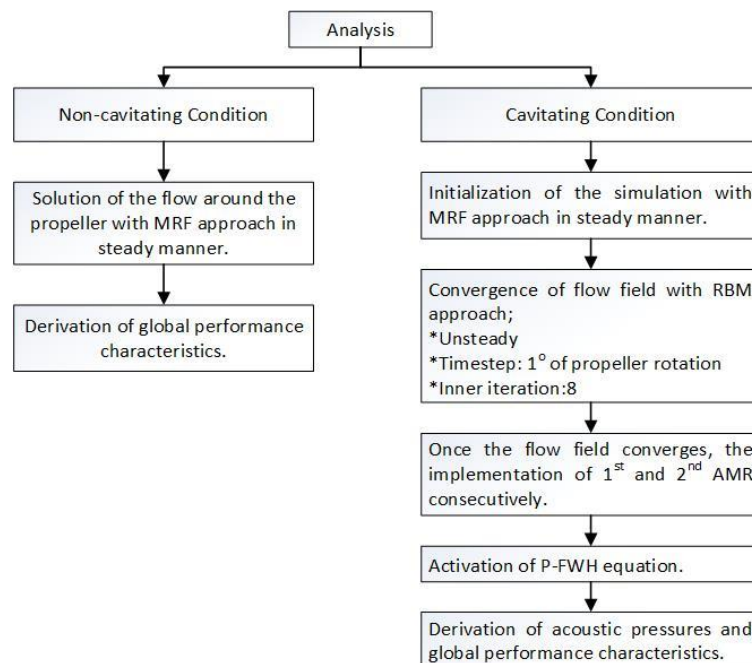 Analysis
Non-cavitating Condition
Solution of the flow around the
propeller with MRF approach in
steady manner.
Derivation of global performance
characteristics.
Cavitating Condition
Initialization of the simulation with
MRF approach in steady manner.
Convergence of flow field with RBM
approach;
*Unsteady
*Timestep: 1° of propeller rotation
*Inner iteration:8
Once the flow field converges, the
implementation of 1st and 2nd AMR
consecutively.
Activation of P-FWH equation.
Derivation of acoustic pressures and
global performance characteristics.